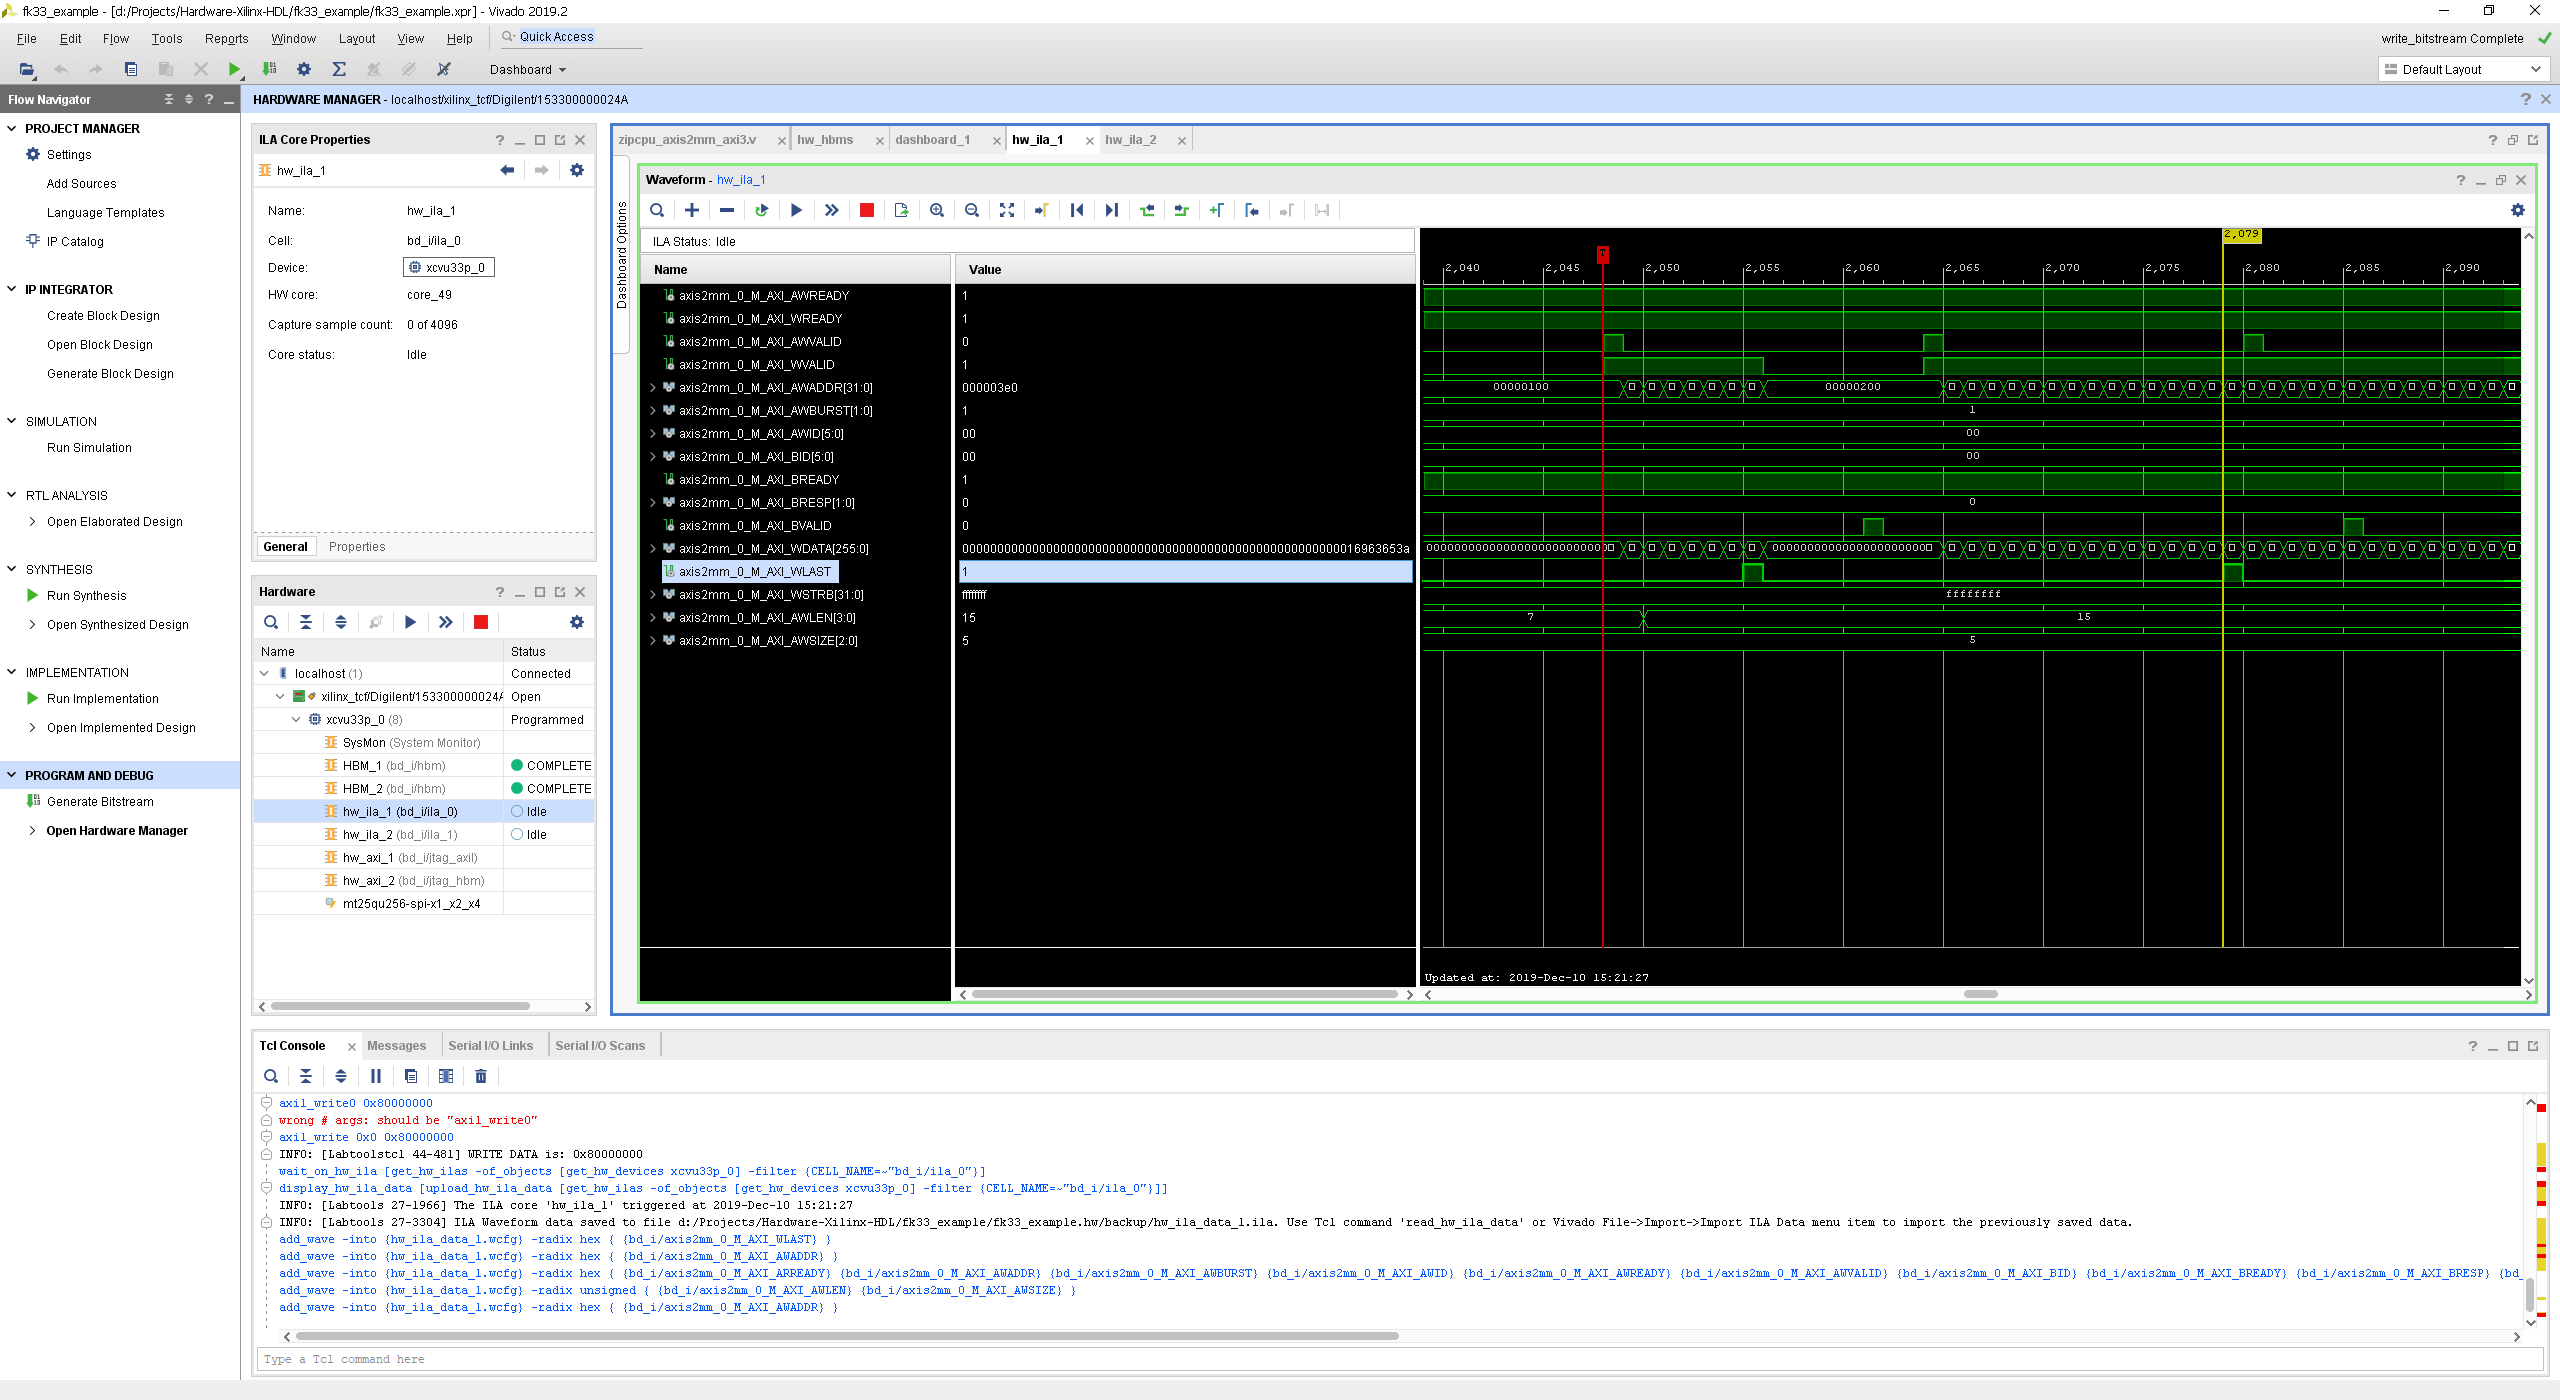 fk33_example - [d:/Projects/Hardware-Xilinx-HDL/fk33_example/fk33_example.xpr] - Vivado 2019.2
File Edit Flow Tools Reports Window Layout View Help Quick Access
write_bitstream Complete
Dashboard
Default Layout
Flow Navigator
PROJECT MANAGER
Settings
Add Sources
Language Templates
IP Catalog
IP INTEGRATOR
Create Block Design
Open Block Design
Generate Block Design
SIMULATION
Run Simulation
RTL ANALYSIS
Open Elaborated Design
SYNTHESIS
Run Synthesis
Open Synthesized Design
IMPLEMENTATION
Run Implementation
Open Implemented Design
PROGRAM AND DEBUG
Generate Bitstream
Open Hardware Manager
HARDWARE MANAGER - localhost/xilinx_tcf/Digilent/153300000024A
ILA Core Properties
hw_ila_1
Name: hw_ila_1
Cell: bd_i/ila_0
Device: xcvu33p_0
HW core: core_49
Capture sample count: 0 of 4096
Core status: Idle
General Properties
Hardware
Name Status
localhost (1) Connected
xilinx_tcf/Digilent/153300000024A Open
xcvu33p_0 (8) Programmed
SysMon (System Monitor)
HBM_1 (bd_i/hbm) COMPLETE
HBM_2 (bd_i/hbm) COMPLETE
hw_ila_1 (bd_i/ila_0) Idle
hw_ila_2 (bd_i/ila_1) Idle
hw_axi_1 (bd_i/jtag_axil)
hw_axi_2 (bd_i/jtag_hbm)
mt25qu256-spi-x1_x2_x4
zipcpu_axis2mm_axi3.v hw_hbms dashboard_1 hw_ila_1 hw_ila_2
Dashboard Options
Waveform - hw_ila_1
ILA Status: Idle
Name Value
axis2mm_0_M_AXI_AWREADY 1
axis2mm_0_M_AXI_WREADY 1
axis2mm_0_M_AXI_AWVALID 0
axis2mm_0_M_AXI_WVALID 1
axis2mm_0_M_AXI_AWADDR[31:0] 000003e0
axis2mm_0_M_AXI_AWBURST[1:0] 1
axis2mm_0_M_AXI_AWID[5:0] 00
axis2mm_0_M_AXI_BID[5:0] 00
axis2mm_0_M_AXI_BREADY 1
axis2mm_0_M_AXI_BRESP[1:0] 0
axis2mm_0_M_AXI_BVALID 0
axis2mm_0_M_AXI_WDATA[255:0]
axis2mm_0_M_AXI_WLAST 1
axis2mm_0_M_AXI_WSTRB[31:0] ffffffff
axis2mm_0_M_AXI_AWLEN[3:0] 15
axis2mm_0_M_AXI_AWSIZE[2:0] 5
2,079
T
2,040 2,045 2,050 2,055 2,060 2,065 2,070 2,075 2,080 2,085 2,090
00000100 00000200
1
00
00
0
ffffffff
7 15
5
Updated at: 2019-Dec-10 15:21:27
Tcl Console Messages Serial I/O Links Serial I/O Scans
axil_write0 0x80000000
wrong # args: should be "axil_write0"
axil_write 0x0 0x80000000
INFO: [Labtoolstcl 44-481] WRITE DATA is: 0x80000000
wait_on_hw_ila [get_hw_ilas -of_objects [get_hw_devices xcvu33p_0] -filter {CELL_NAME=~"bd_i/ila_0"}]
display_hw_ila_data [upload_hw_ila_data [get_hw_ilas -of_objects [get_hw_devices xcvu33p_0] -filter {CELL_NAME=~"bd_i/ila_0"}]]
INFO: [Labtools 27-1966] The ILA core 'hw_ila_1' triggered at 2019-Dec-10 15:21:27
INFO: [Labtools 27-3304] ILA Waveform data saved to file d:/Projects/Hardware-Xilinx-HDL/fk33_example/fk33_example.hw/backup/hw_ila_data_1.ila. Use Tcl command 'read_hw_ila_data' or Vivado File->Import->Import ILA Data menu item to import the previously saved data.
add_wave -into {hw_ila_data_1.wcfg} -radix hex { {bd_i/axis2mm_0_M_AXI_WLAST} }
add_wave -into {hw_ila_data_1.wcfg} -radix hex { {bd_i/axis2mm_0_M_AXI_AWADDR} }
add_wave -into {hw_ila_data_1.wcfg} -radix hex { {bd_i/axis2mm_0_M_AXI_ARREADY} {bd_i/axis2mm_0_M_AXI_AWADDR} {bd_i/axis2mm_0_M_AXI_AWBURST} {bd_i/axis2mm_0_M_AXI_AWID} {bd_i/axis2mm_0_M_AXI_AWREADY} {bd_i/axis2mm_0_M_AXI_AWVALID} {bd_i/axis2mm_0_M_AXI_BID} {bd_i/axis2mm_0_M_AXI_BREADY} {bd_i/axis2mm_0_M_AXI_BRESP} {bd_
add_wave -into {hw_ila_data_1.wcfg} -radix unsigned { {bd_i/axis2mm_0_M_AXI_AWLEN} {bd_i/axis2mm_0_M_AXI_AWSIZE} }
add_wave -into {hw_ila_data_1.wcfg} -radix hex { {bd_i/axis2mm_0_M_AXI_AWADDR} }
Type a Tcl command here